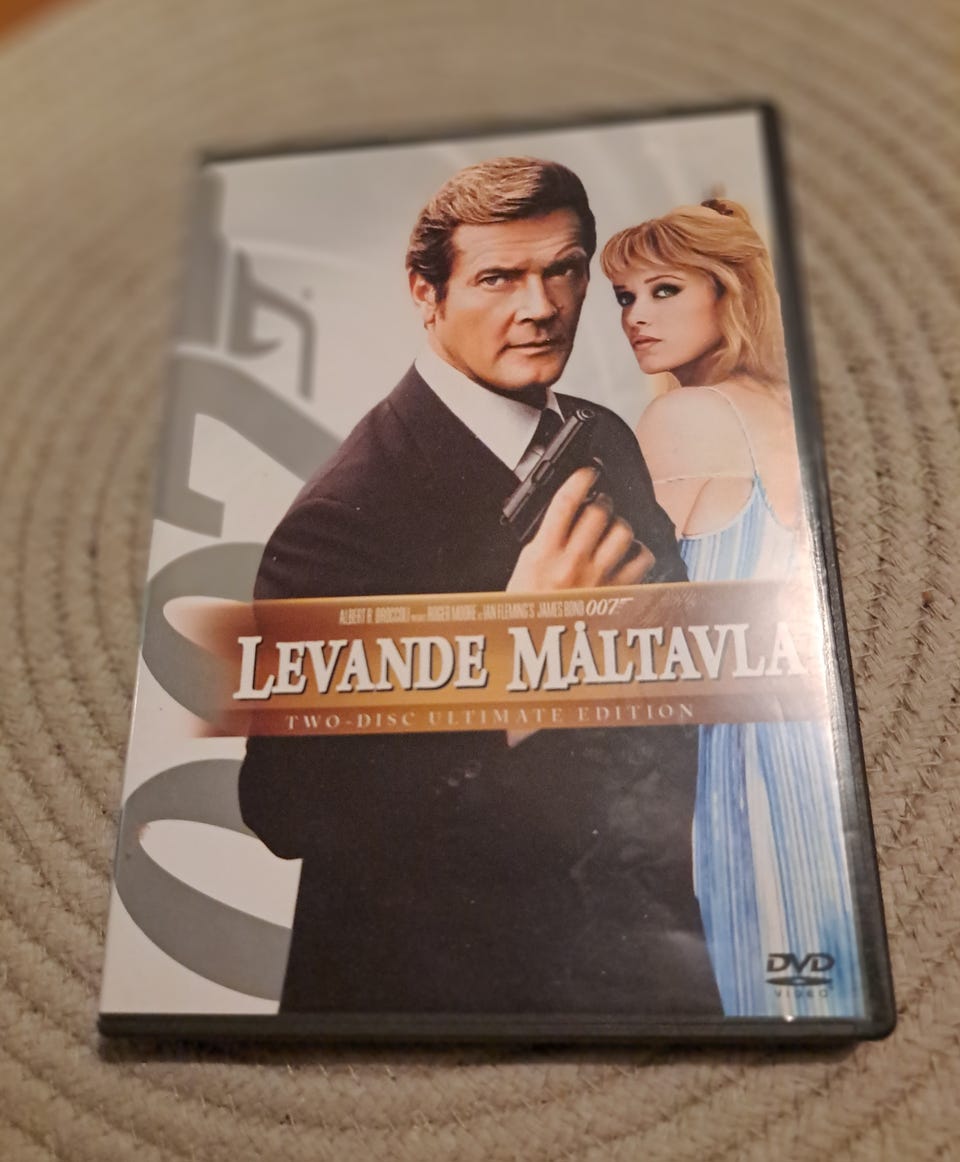 ALBERT R. BROCCOLI PRESENTS ROGER MOORE AS IAN FLEMING'S JAMES BOND 007
LEVANDE MÅLTAVLA
TWO-DISC ULTIMATE EDITION
007
DVD
VIDEO